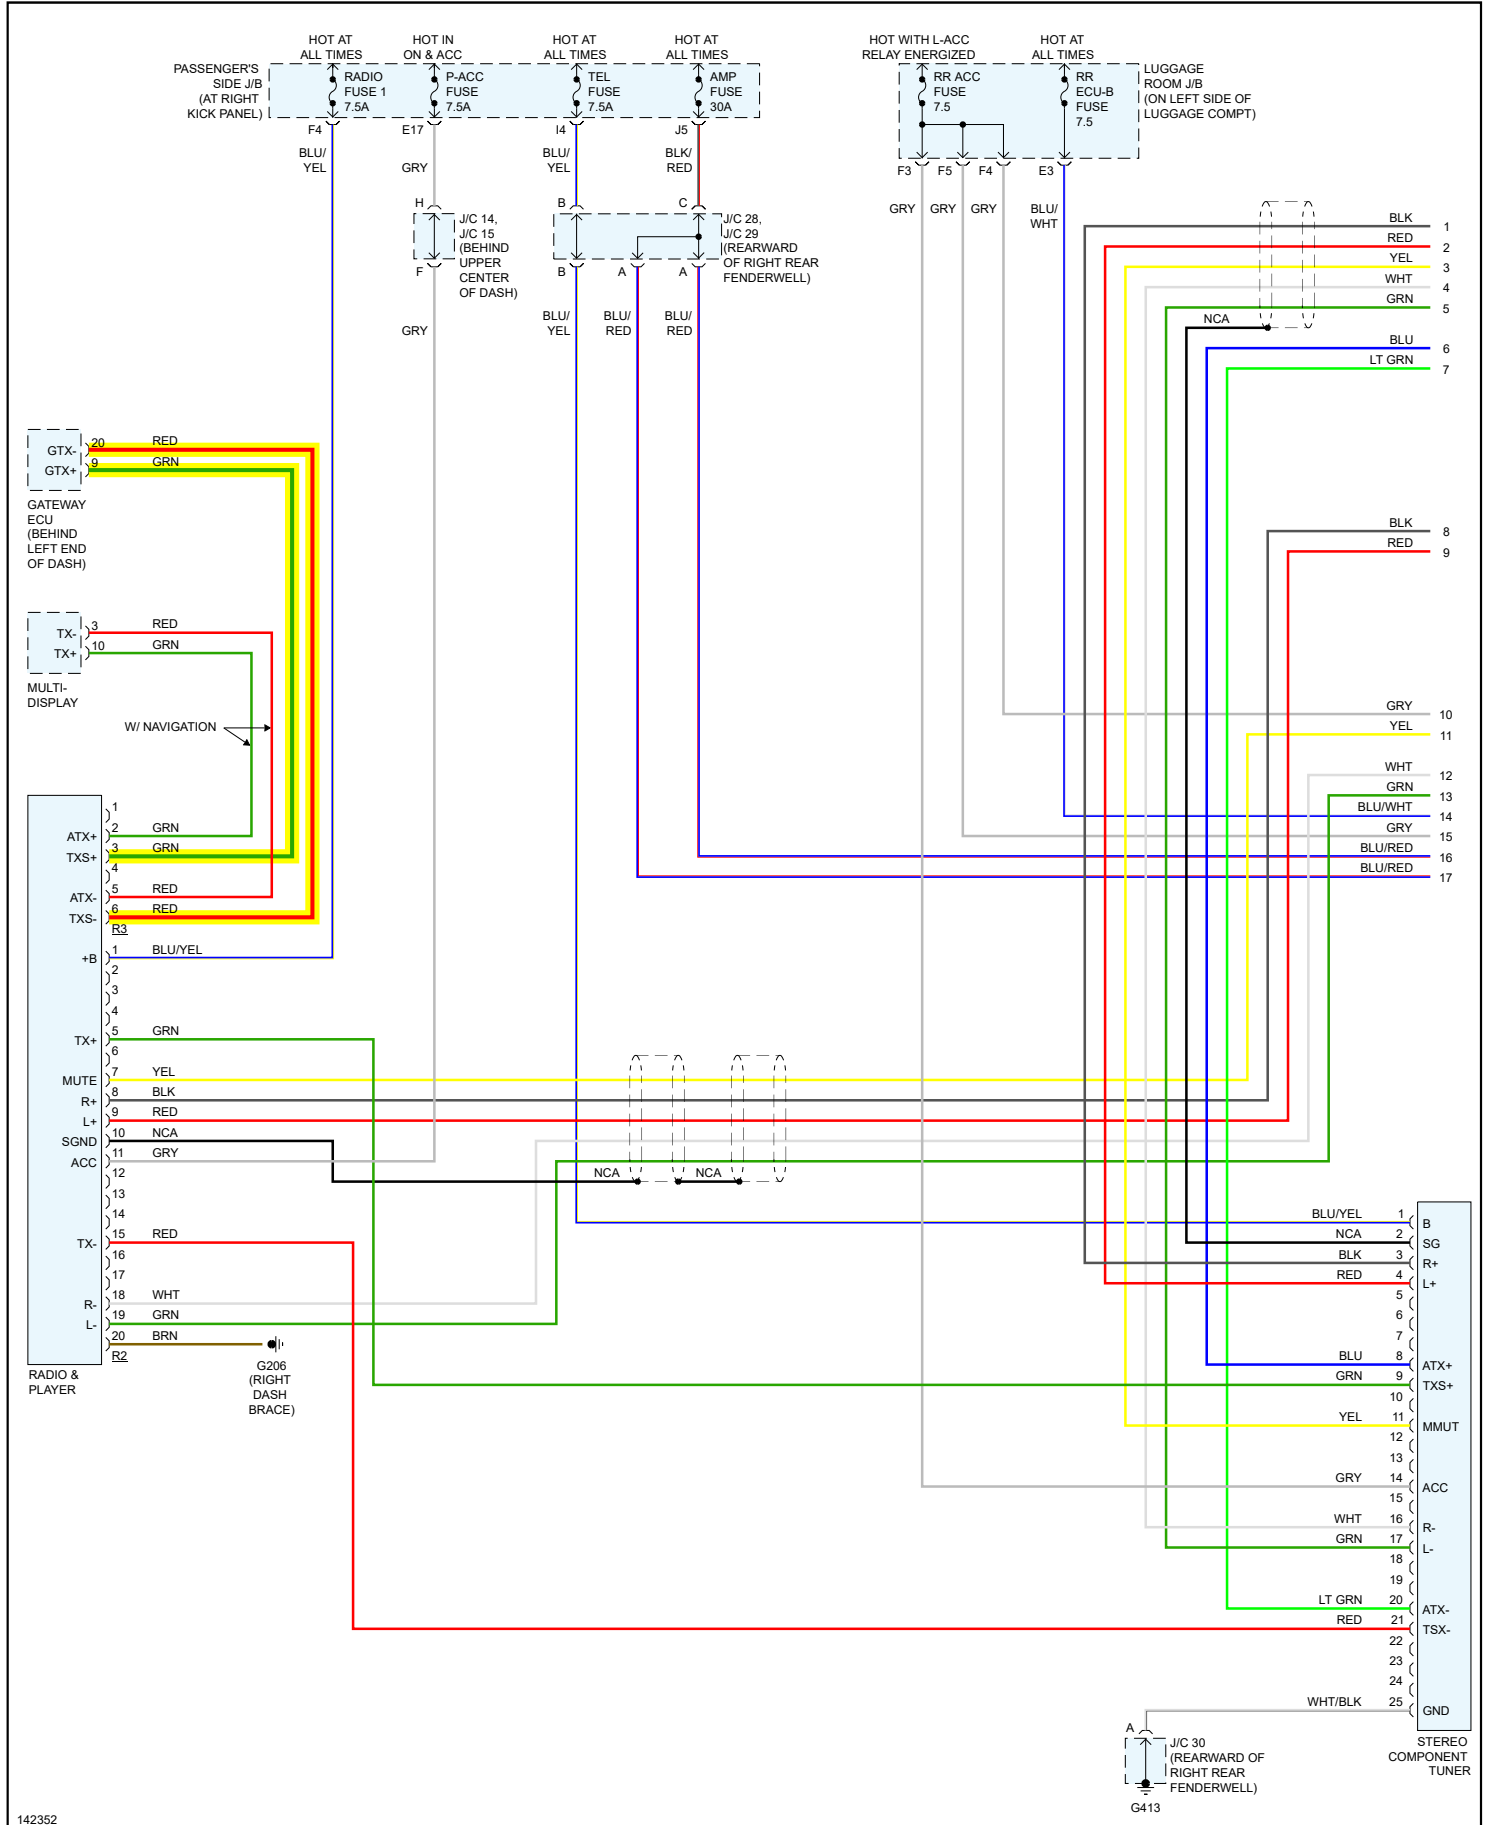 HOT AT
ALL TIMES
HOT IN
ON & ACC
HOT AT
ALL TIMES
HOT AT
ALL TIMES
HOT WITH L-ACC
RELAY ENERGIZED
HOT AT
ALL TIMES
PASSENGER'S
SIDE J/B
(AT RIGHT
KICK PANEL)
RADIO
FUSE 1
7.5A
P-ACC
FUSE
7.5A
TEL
FUSE
7.5A
AMP
FUSE
30A
RR ACC
FUSE
7.5
RR
ECU-B
FUSE
7.5
LUGGAGE
ROOM J/B
(ON LEFT SIDE OF
LUGGAGE COMPT)
F4
E17
I4
J5
F3
F5
F4
E3
BLU/
YEL
GRY
BLU/
YEL
BLK/
RED
GRY
GRY
GRY
BLU/
WHT
H
F
J/C 14,
J/C 15
(BEHIND
UPPER
CENTER
OF DASH)
B
C
B
A
A
J/C 28,
J/C 29
(REARWARD
OF RIGHT REAR
FENDERWELL)
GRY
BLU/
YEL
BLU/
RED
BLU/
RED
BLK 1
RED 2
YEL 3
WHT 4
GRN 5
NCA
BLU 6
LT GRN 7
BLK 8
RED 9
GRY 10
YEL 11
WHT 12
GRN 13
BLU/WHT 14
GRY 15
BLU/RED 16
BLU/RED 17
GTX- 20 RED
GTX+ 9 GRN
GATEWAY
ECU
(BEHIND
LEFT END
OF DASH)
TX- 3 RED
TX+ 10 GRN
MULTI-
DISPLAY
W/ NAVIGATION
1
ATX+ 2 GRN
TXS+ 3 GRN
4
ATX- 5 RED
TXS- 6 RED
R3
+B 1 BLU/YEL
2
3
4
TX+ 5 GRN
6
MUTE 7 YEL
R+ 8 BLK
L+ 9 RED
SGND 10 NCA
ACC 11 GRY
12
13
14
TX- 15 RED
16
17
R- 18 WHT
L- 19 GRN
20 BRN
R2
RADIO &
PLAYER
G206
(RIGHT
DASH
BRACE)
NCA
NCA
BLU/YEL 1 B
NCA 2 SG
BLK 3 R+
RED 4 L+
5
6
7
BLU 8 ATX+
GRN 9 TXS+
10
YEL 11 MMUT
12
13
GRY 14 ACC
15
WHT 16 R-
GRN 17 L-
18
19
LT GRN 20 ATX-
RED 21 TSX-
22
23
24
WHT/BLK 25 GND
STEREO
COMPONENT
TUNER
A
J/C 30
(REARWARD OF
RIGHT REAR
FENDERWELL)
G413
142352